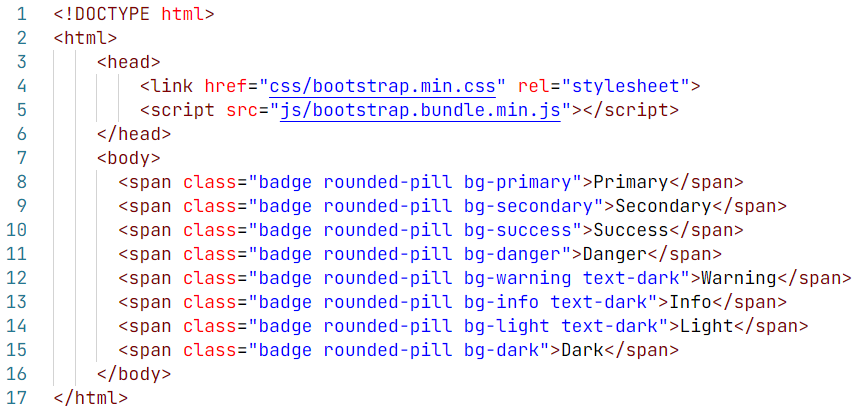 1 <!DOCTYPE html>
2 <html>
3     <head>
4         <link href="css/bootstrap.min.css" rel="stylesheet">
5         <script src="js/bootstrap.bundle.min.js"></script>
6     </head>
7     <body>
8       <span class="badge rounded-pill bg-primary">Primary</span>
9       <span class="badge rounded-pill bg-secondary">Secondary</span>
10       <span class="badge rounded-pill bg-success">Success</span>
11       <span class="badge rounded-pill bg-danger">Danger</span>
12       <span class="badge rounded-pill bg-warning text-dark">Warning</span>
13       <span class="badge rounded-pill bg-info text-dark">Info</span>
14       <span class="badge rounded-pill bg-light text-dark">Light</span>
15       <span class="badge rounded-pill bg-dark">Dark</span>
16     </body>
17 </html>